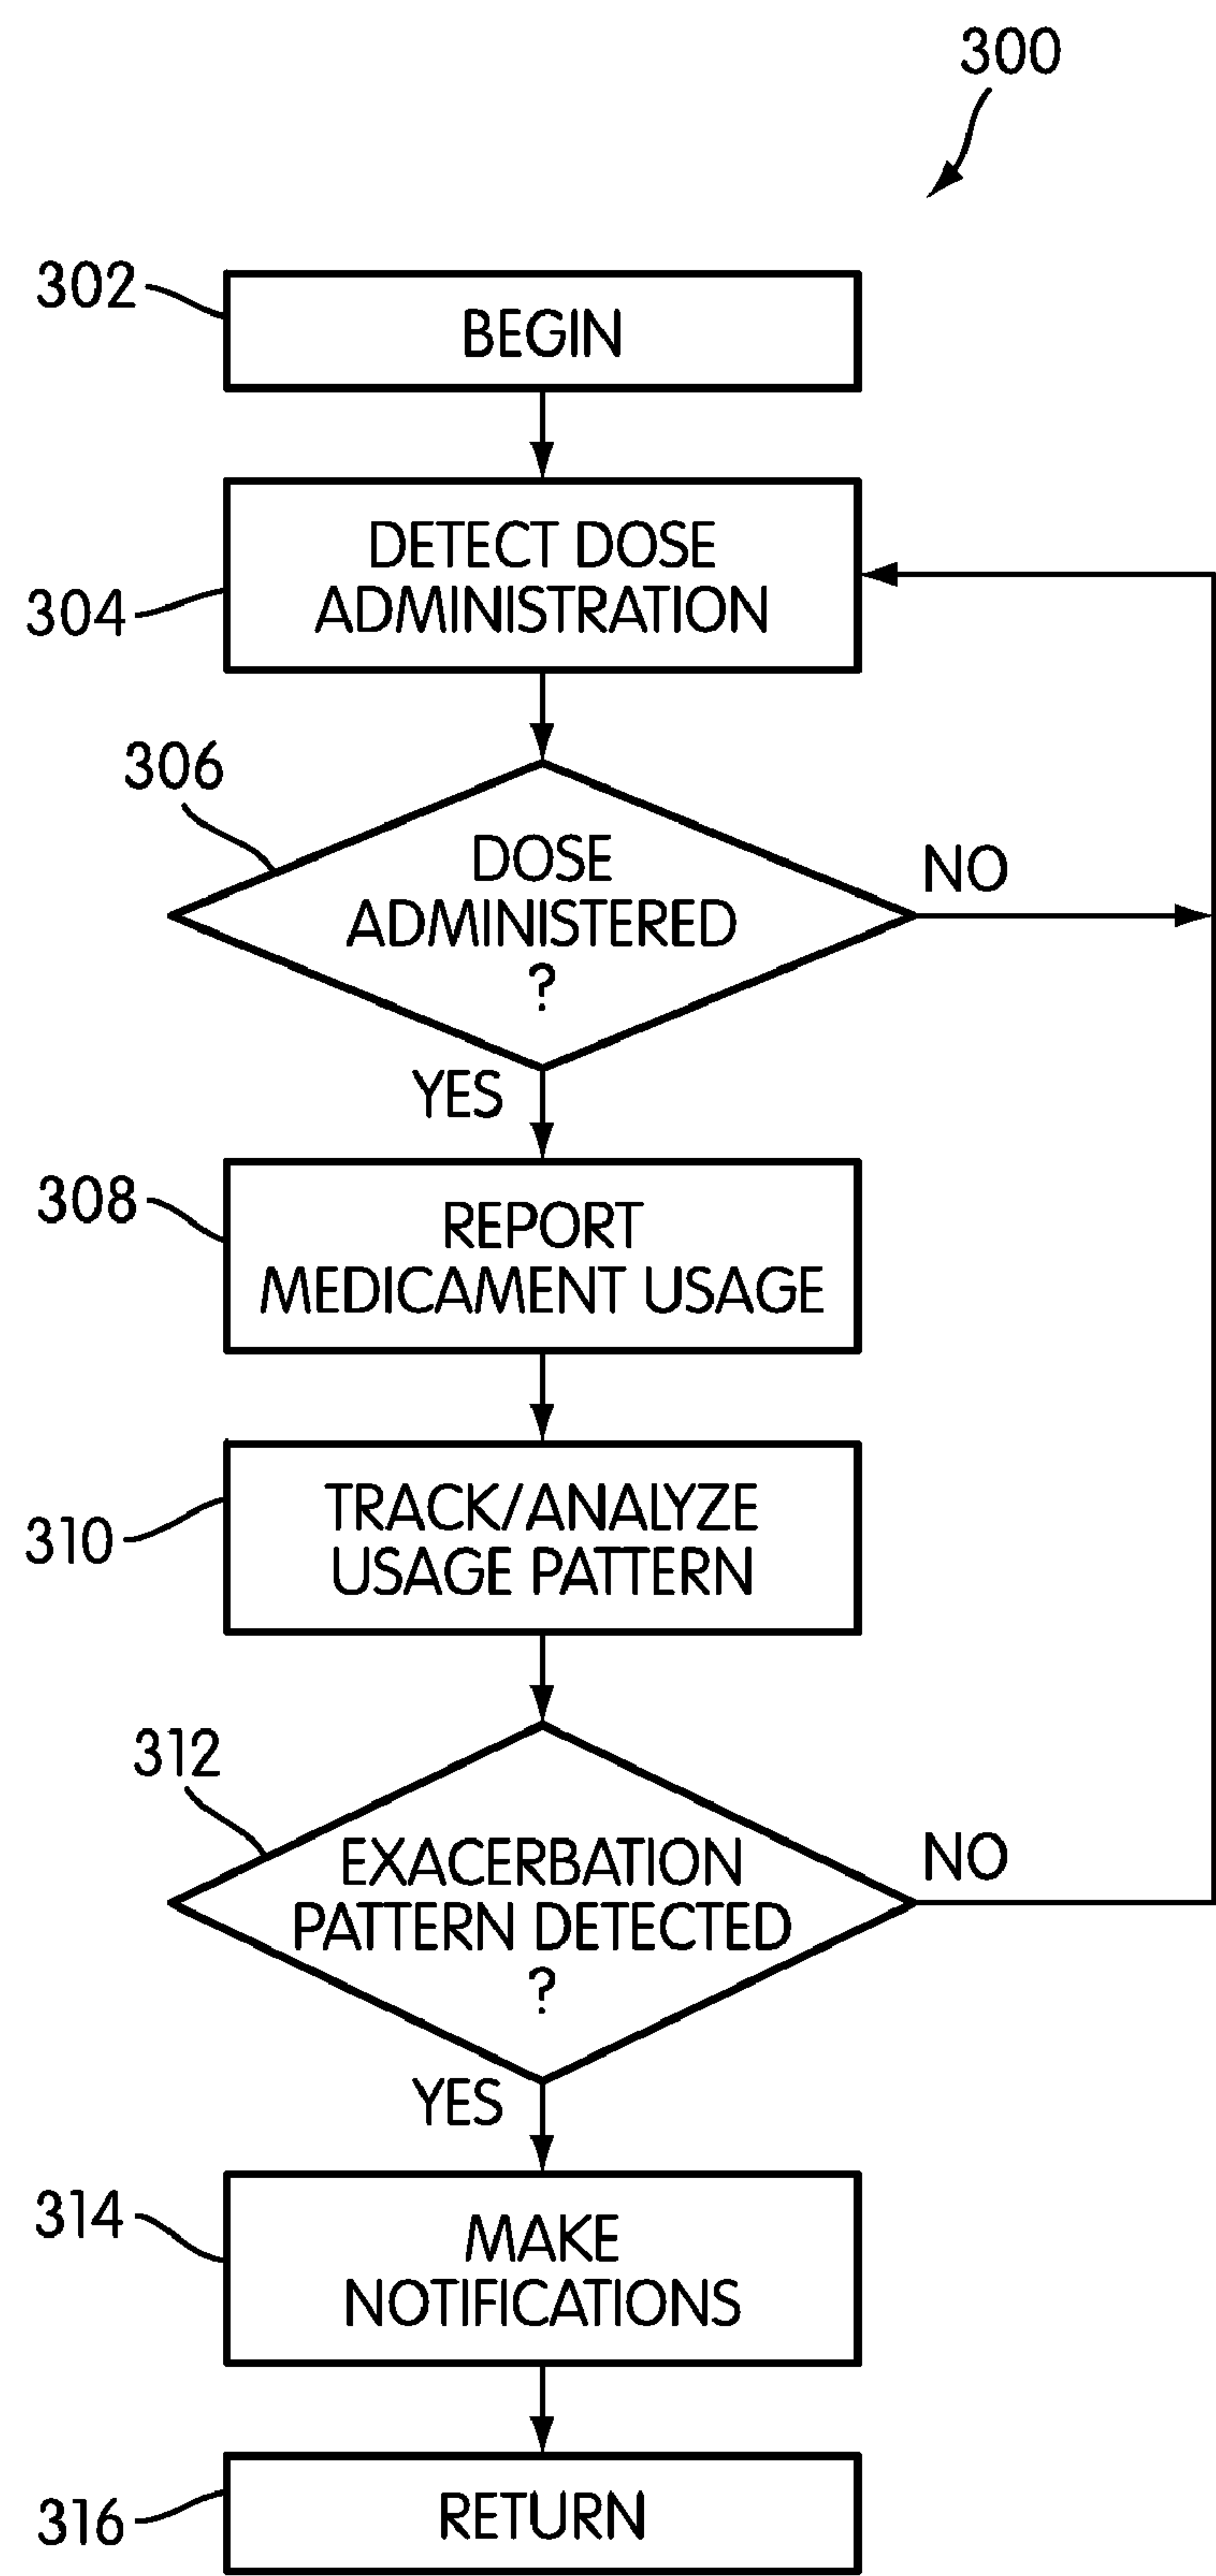 300
302
BEGIN
304
DETECT DOSE
ADMINISTRATION
306
DOSE
ADMINISTERED
?
NO
YES
308
REPORT
MEDICAMENT USAGE
310
TRACK/ANALYZE
USAGE PATTERN
312
EXACERBATION
PATTERN DETECTED
?
NO
YES
314
MAKE
NOTIFICATIONS
316
RETURN